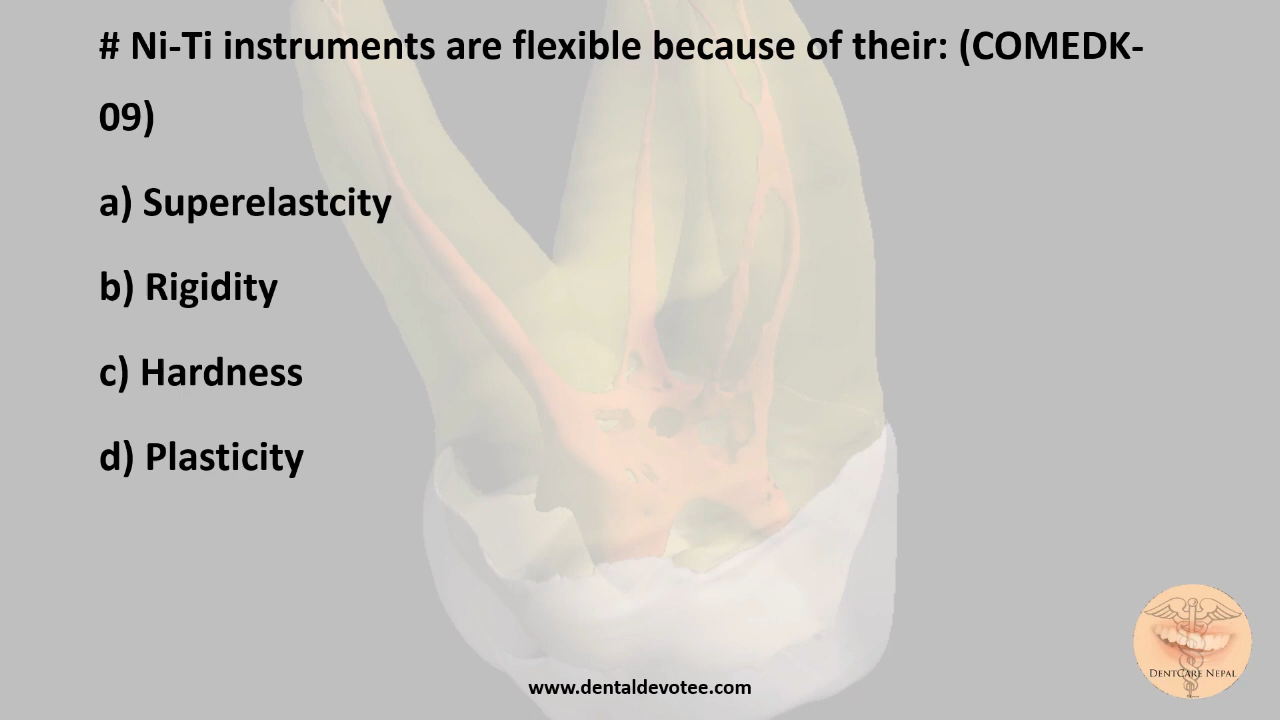 # Ni-Ti instruments are flexible because of their: (COMEDK-
09)
a) Superelastcity
b) Rigidity
c) Hardness
d) Plasticity
DentCare Nepal
www.dentaldevotee.com